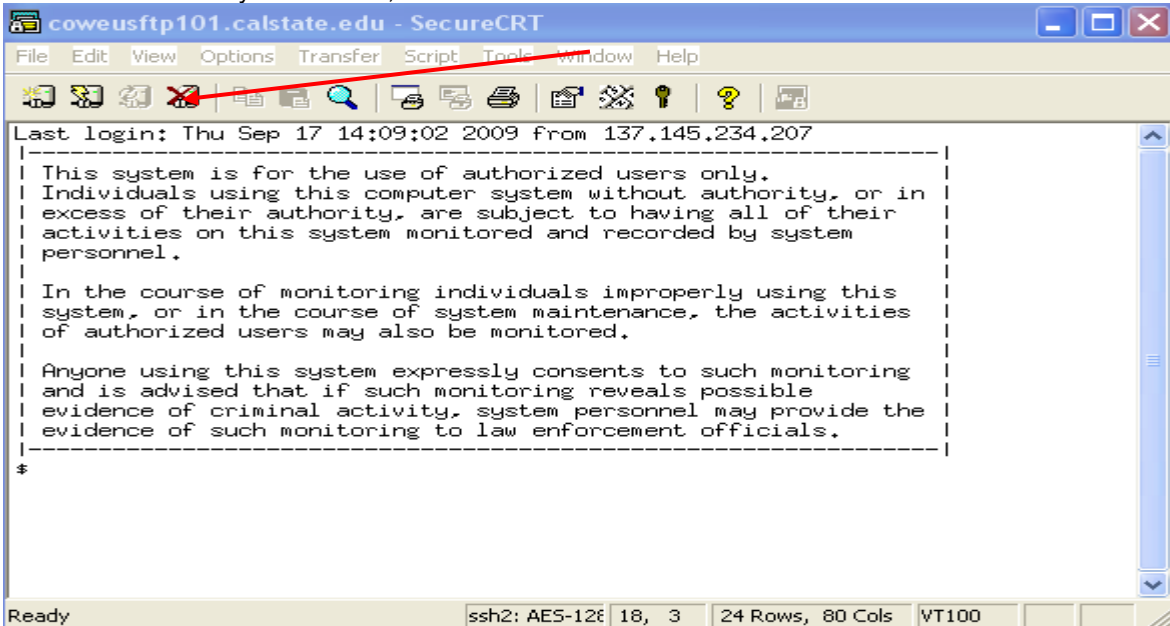 coweusftp101.calstate.edu - SecureCRT
File Edit View Options Transfer Script Tools Window Help
Last login: Thu Sep 17 14:09:02 2009 from 137.145.234.207
|-----------------------------------------------------------------|
| This system is for the use of authorized users only. |
| Individuals using this computer system without authority, or in |
| excess of their authority, are subject to having all of their |
| activities on this system monitored and recorded by system |
| personnel. |
| |
| In the course of monitoring individuals improperly using this |
| system, or in the course of system maintenance, the activities |
| of authorized users may also be monitored. |
| |
| Anyone using this system expressly consents to such monitoring |
| and is advised that if such monitoring reveals possible |
| evidence of criminal activity, system personnel may provide the |
| evidence of such monitoring to law enforcement officials. |
|-----------------------------------------------------------------|
$
Ready ssh2: AES-128 18, 3 24 Rows, 80 Cols VT100